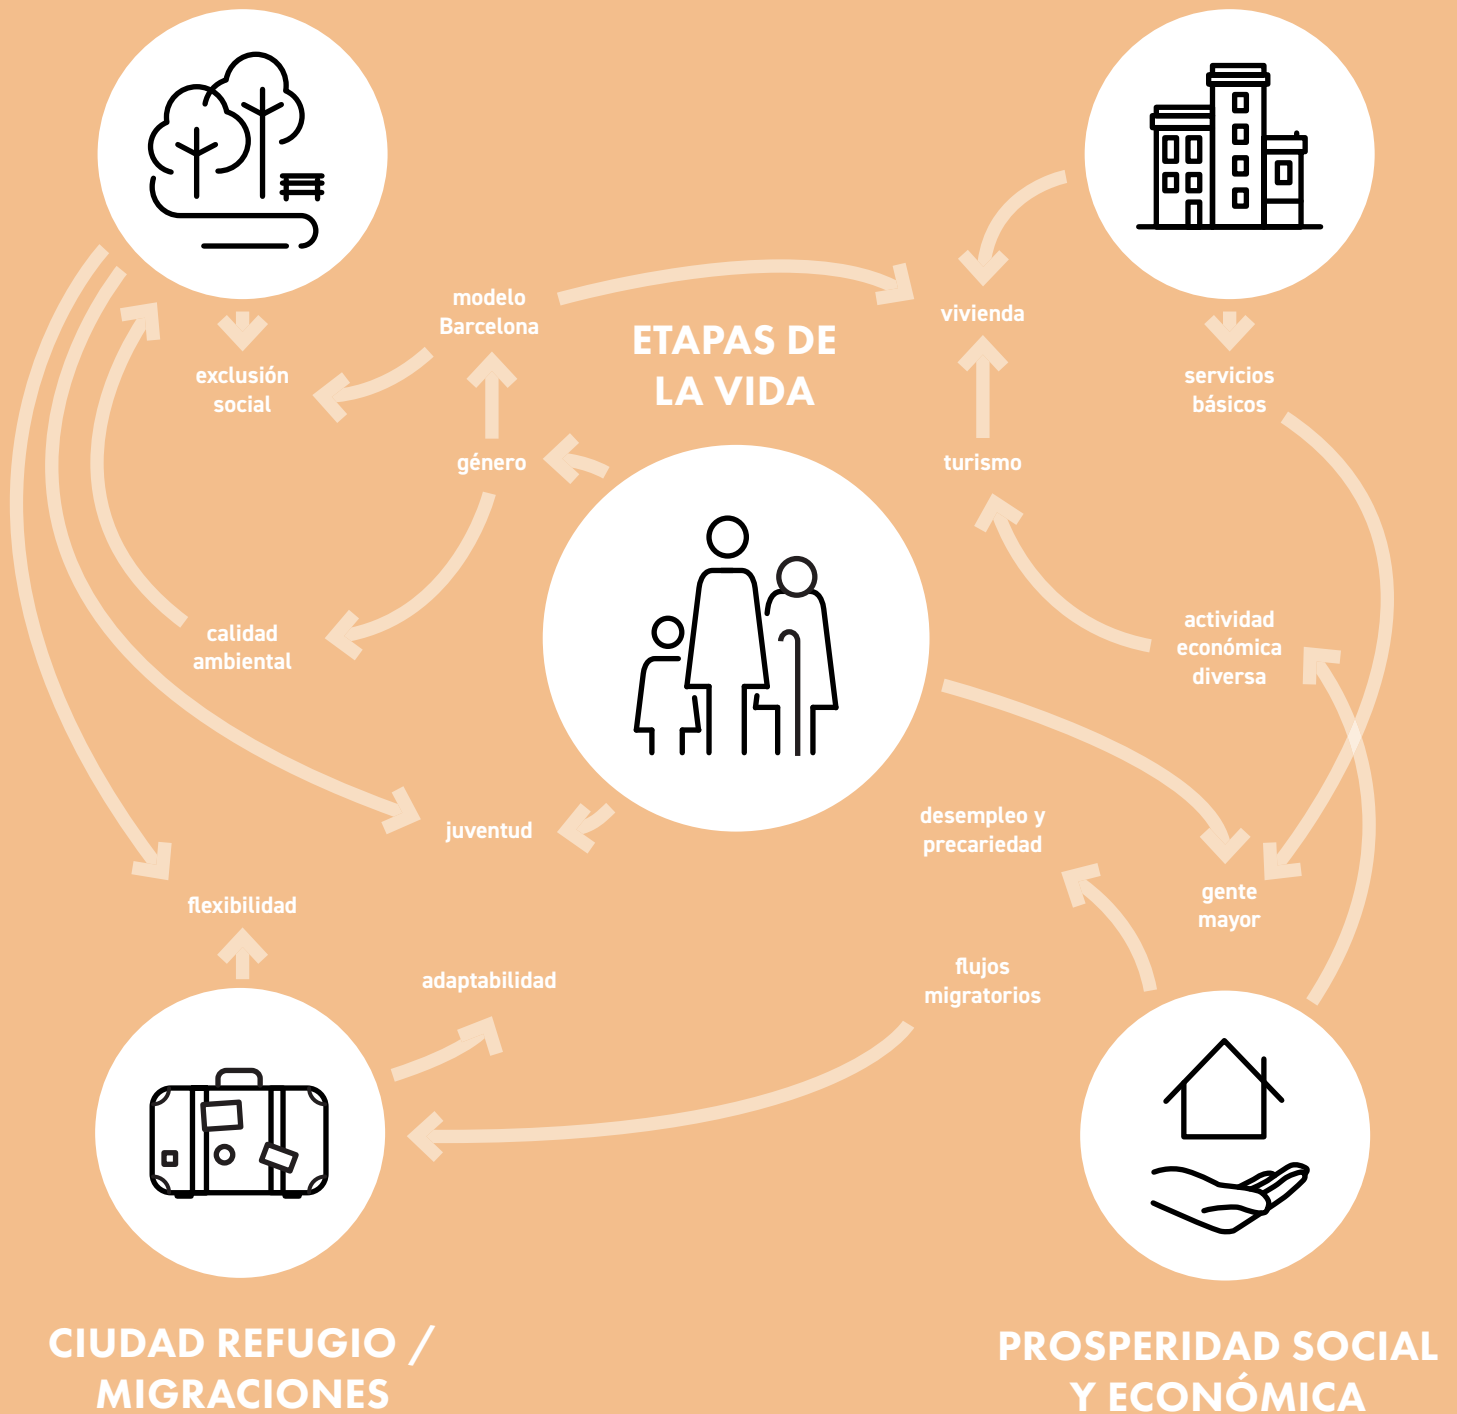 modelo
Barcelona
vivienda
ETAPAS DE
LA VIDA
exclusión
social
servicios
básicos
género
turismo
calidad
ambiental
actividad
económica
diversa
juventud
desempleo y
precariedad
flexibilidad
gente
mayor
adaptabilidad
flujos
migratorios
CIUDAD REFUGIO /
MIGRACIONES
PROSPERIDAD SOCIAL
Y ECONÓMICA